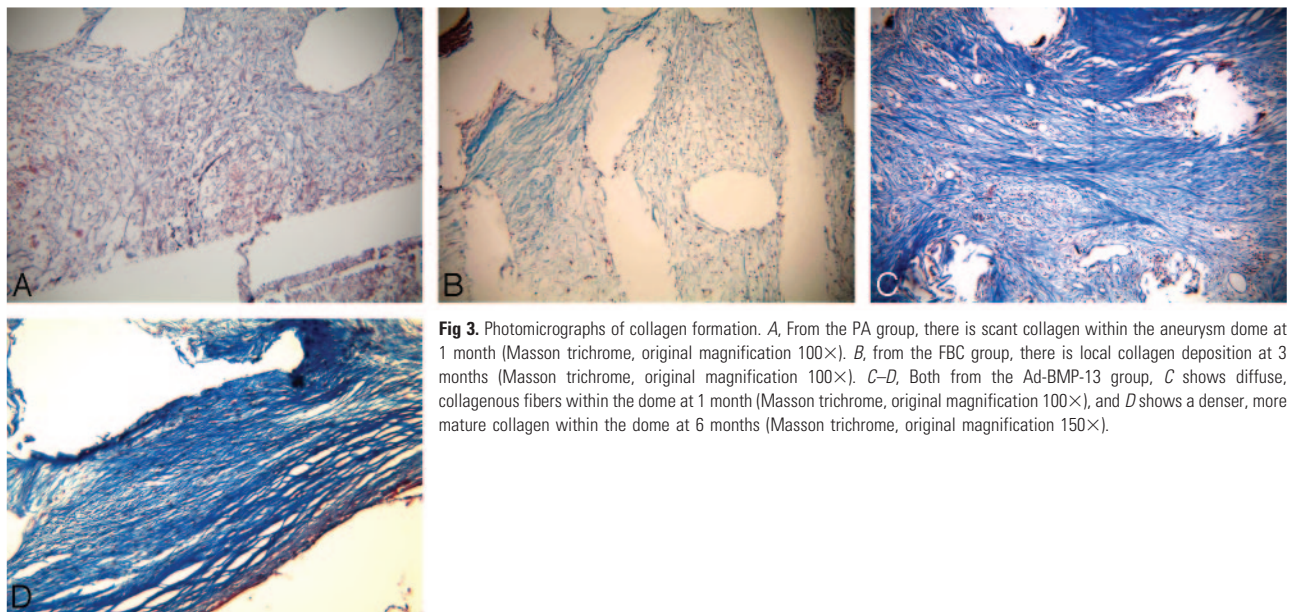 A
B
C
Fig 3. Photomicrographs of collagen formation. A, From the PA group, there is scant collagen within the aneurysm dome at
1 month (Masson trichrome, original magnification 100×). B, from the FBC group, there is local collagen deposition at 3
months (Masson trichrome, original magnification 100×). C–D, Both from the Ad-BMP-13 group, C shows diffuse,
collagenous fibers within the dome at 1 month (Masson trichrome, original magnification 100×), and D shows a denser, more
mature collagen within the dome at 6 months (Masson trichrome, original magnification 150×).
D